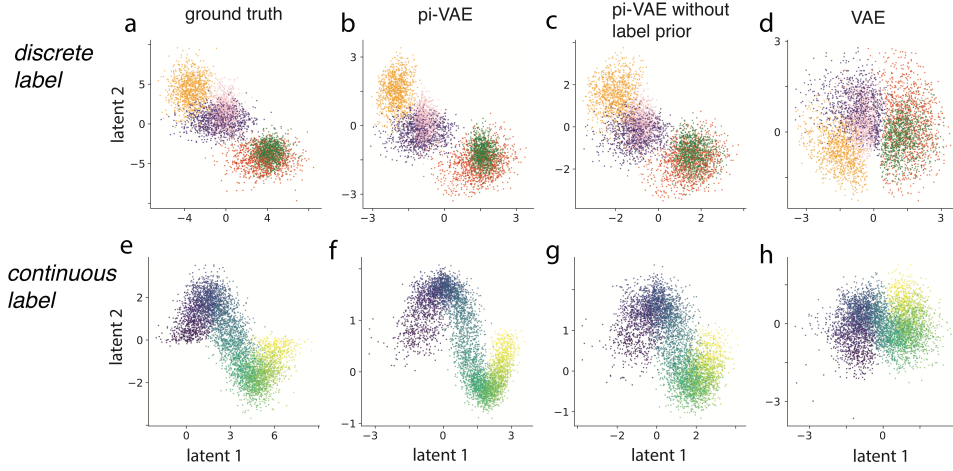 ground truth
pi-VAE
pi-VAE without
label prior
VAE
discrete
label
a
b
c
d
latent 2
5
0
−5
−4
0
4
3
0
−3
−3
0
3
4
2
0
−2
−2
0
2
3
0
−3
−3
0
3
continuous
label
e
f
g
h
latent 2
2
0
−2
0
3
6
latent 1
1
0
−1
−3
0
3
latent 1
1
0
−1
−2
0
2
latent 1
0
−3
−3
0
latent 1